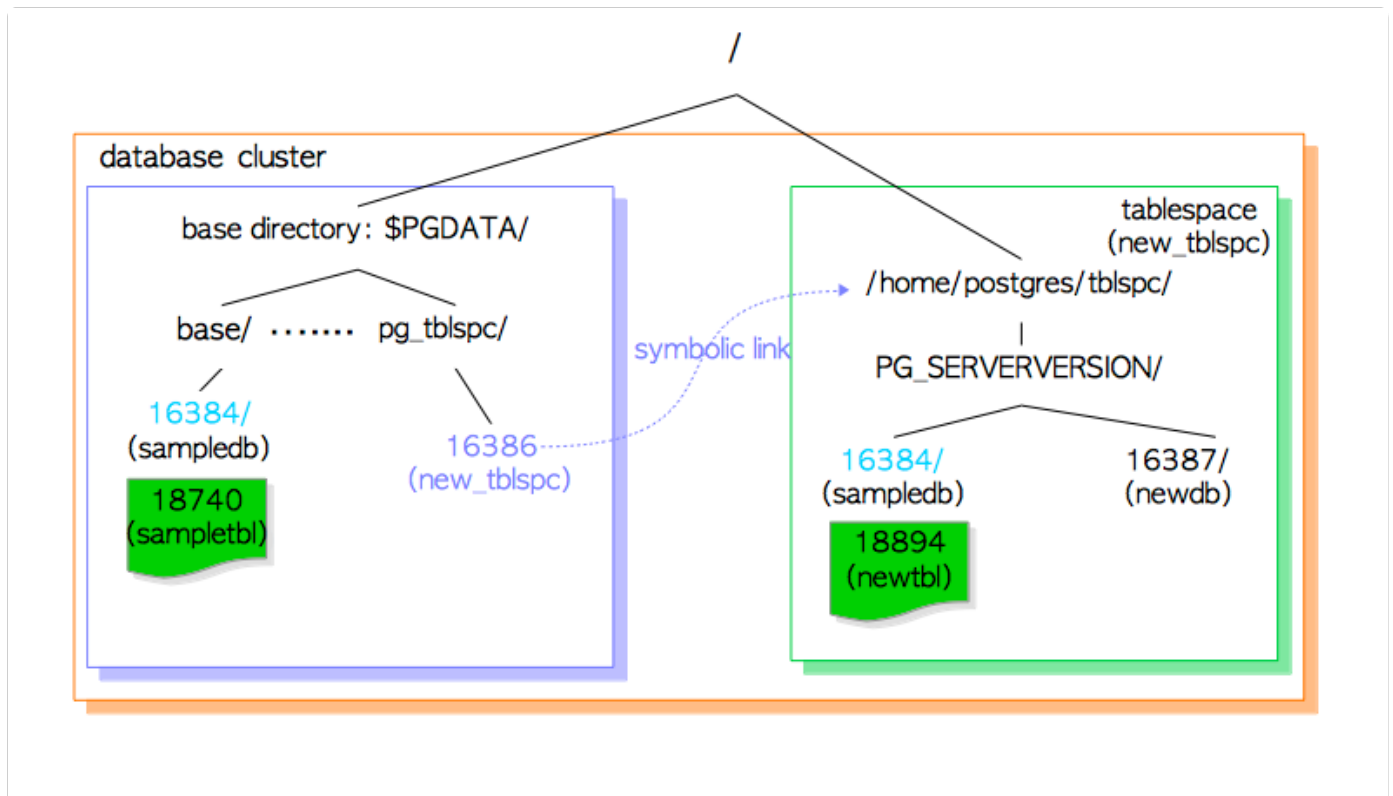 /
database cluster
base directory: $PGDATA/
base/ ······· pg_tblspc/
16384/
(sampledb)
18740
(sampletbl)
16386
(new_tblspc)
symbolic link
tablespace
(new_tblspc)
/home/postgres/tblspc/
PG_SERVERVERSION/
16384/
(sampledb)
18894
(newtbl)
16387/
(newdb)